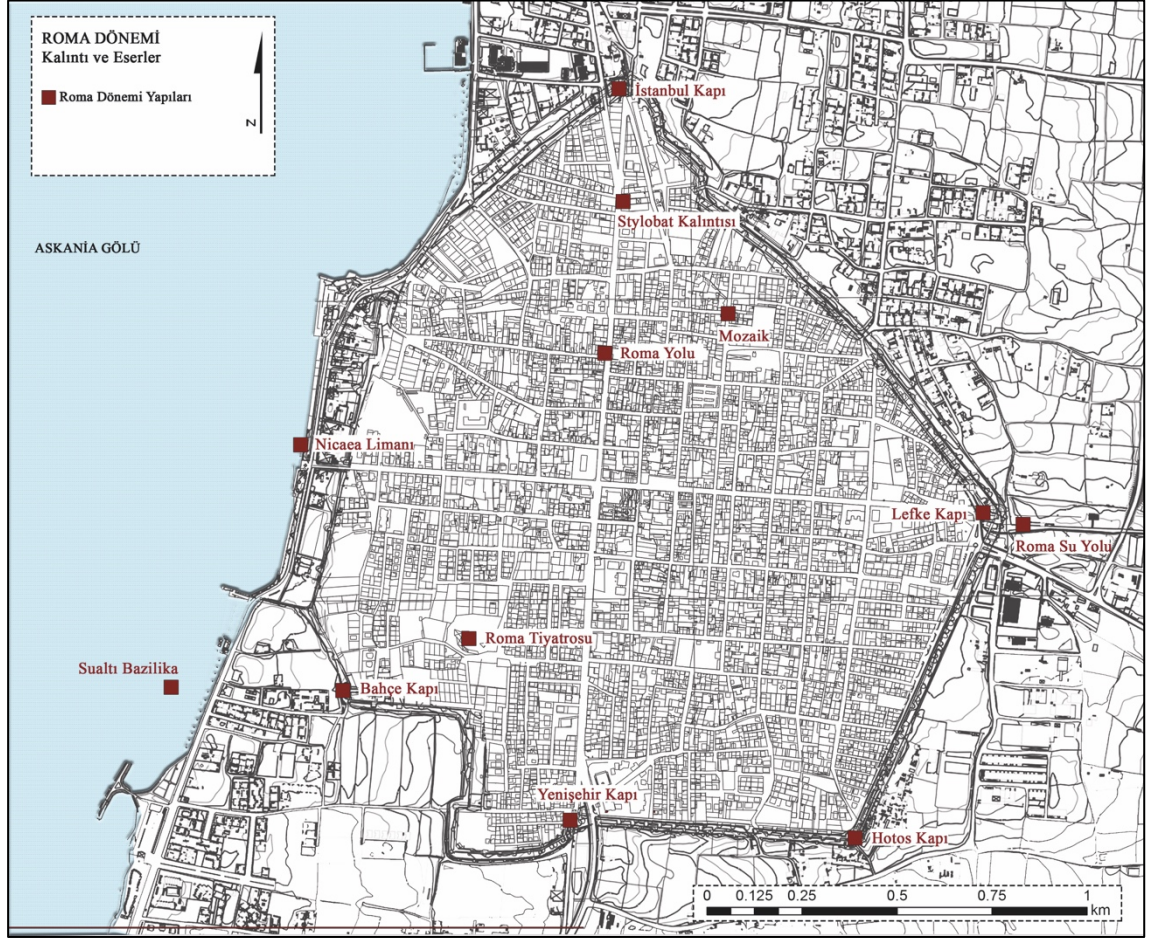 ROMA DÖNEMİ
Kalıntı ve Eserler
Roma Dönemi Yapıları
N
İstanbul Kapı
Stylobat Kalıntısı
ASKANİA GÖLÜ
Mozaik
Roma Yolu
Nicaea Limanı
Lefke Kapı
Roma Su Yolu
Roma Tiyatrosu
Sualtı Bazilika
Bahçe Kapı
Yenişehir Kapı
Hotos Kapı
0 0.125 0.25 0.5 0.75 1
km